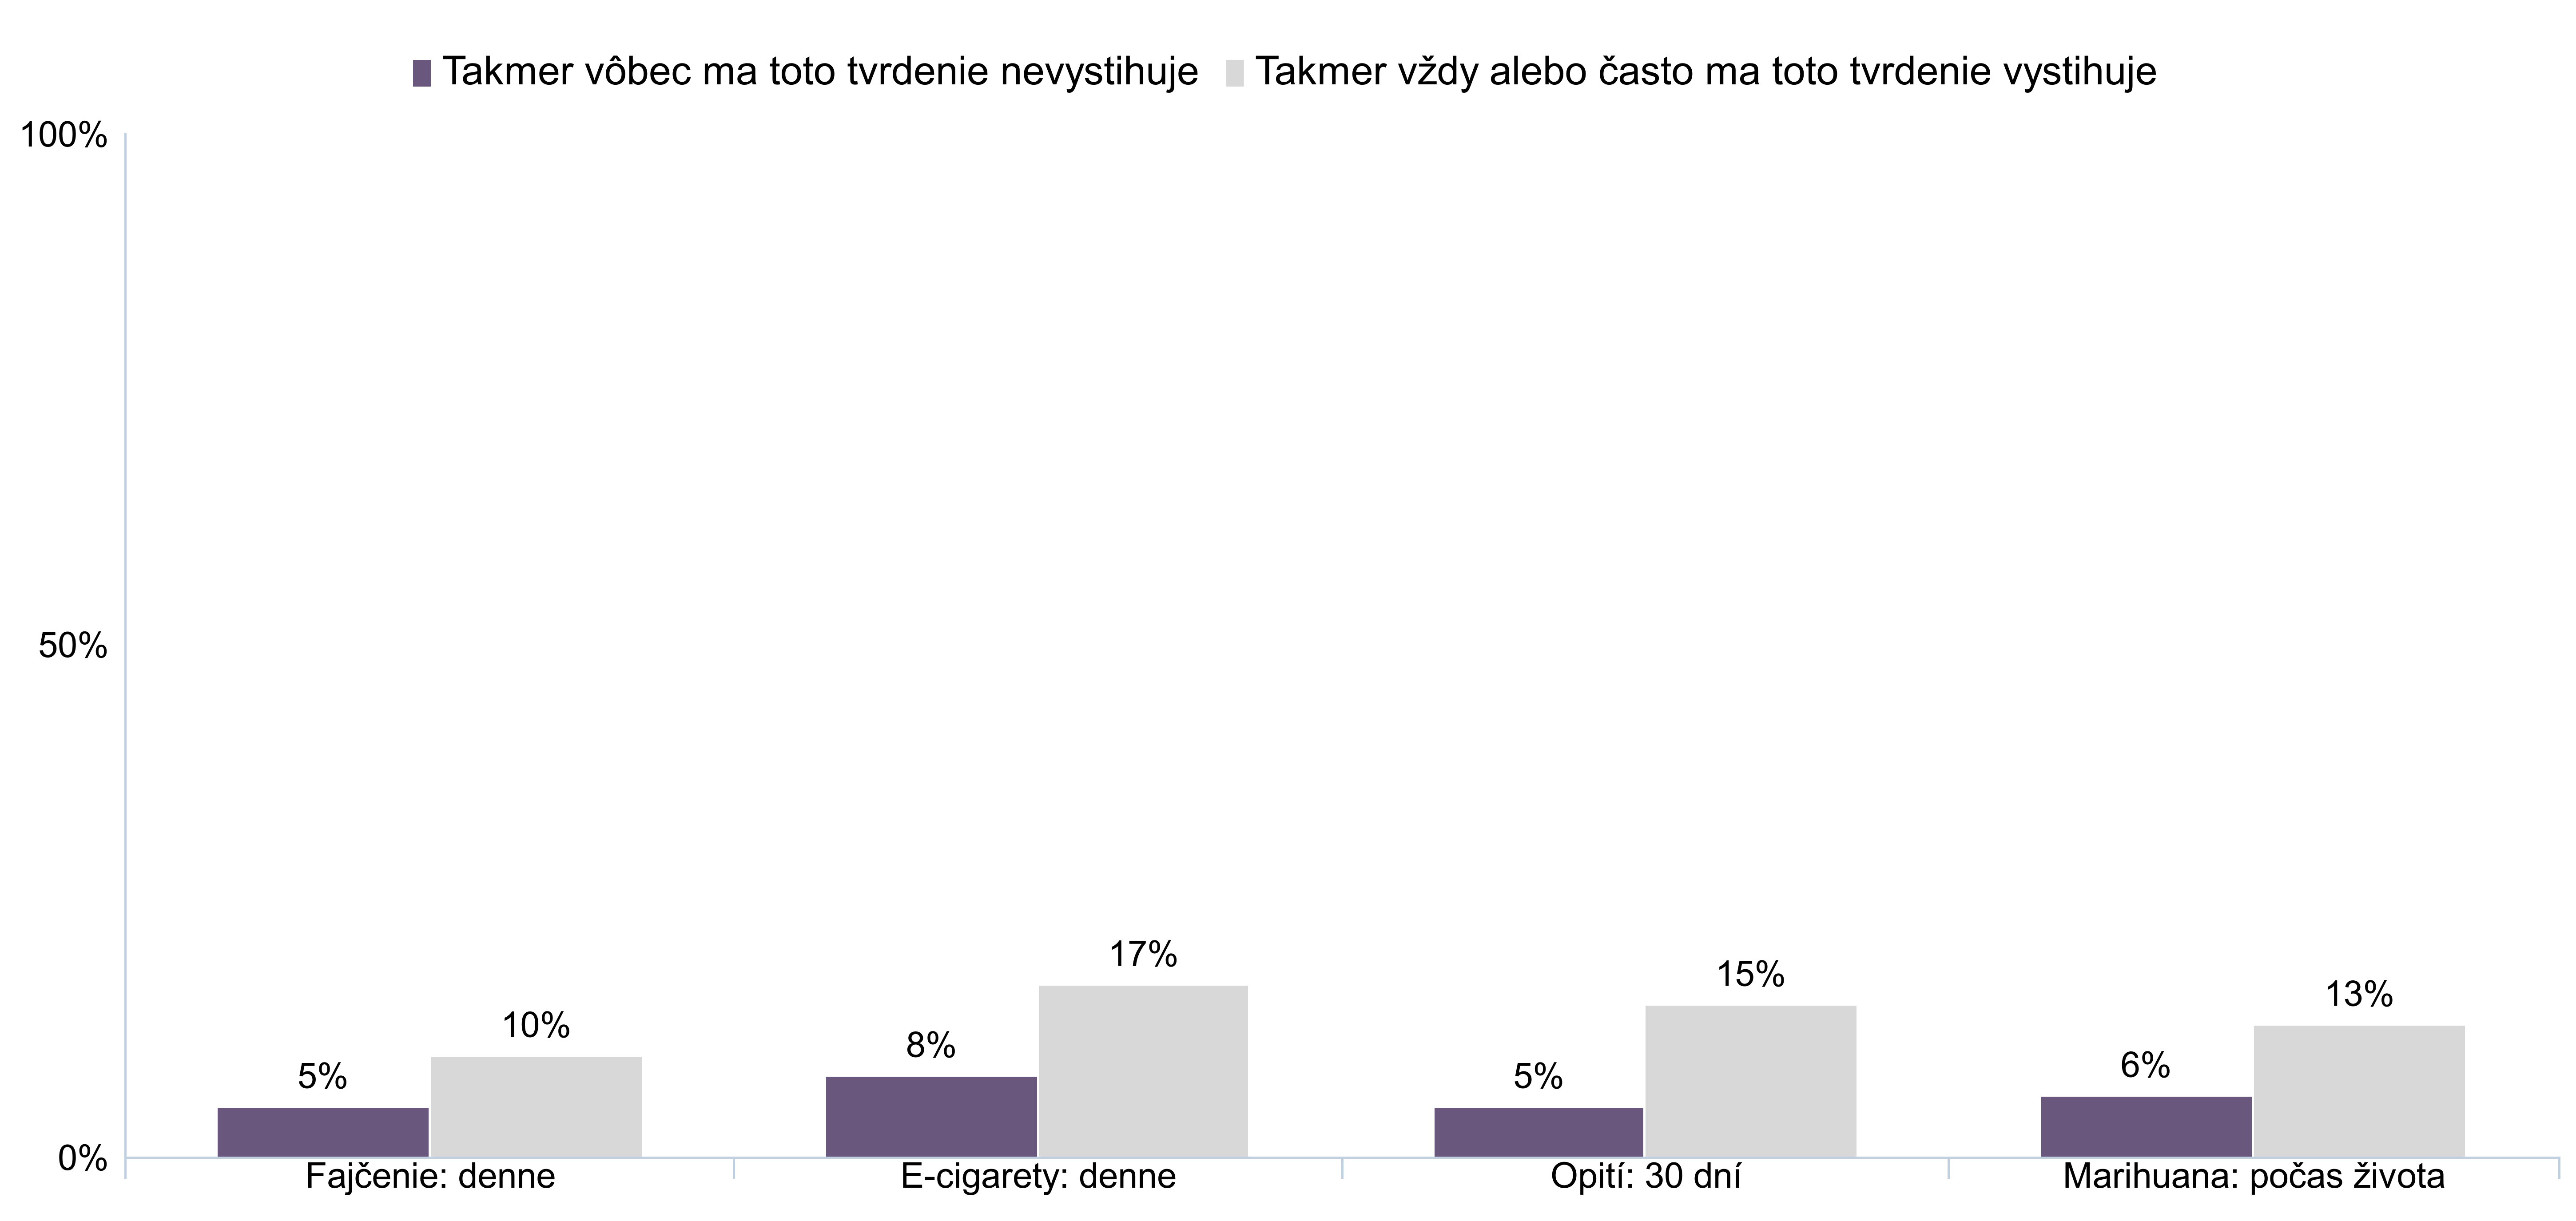 Takmer vôbec ma toto tvrdenie nevystihuje Takmer vždy alebo často ma toto tvrdenie vystihuje
100%
50%
0%
5%
10%
8%
17%
5%
15%
6%
13%
Fajčenie: denne
E-cigarety: denne
Opití: 30 dní
Marihuana: počas života